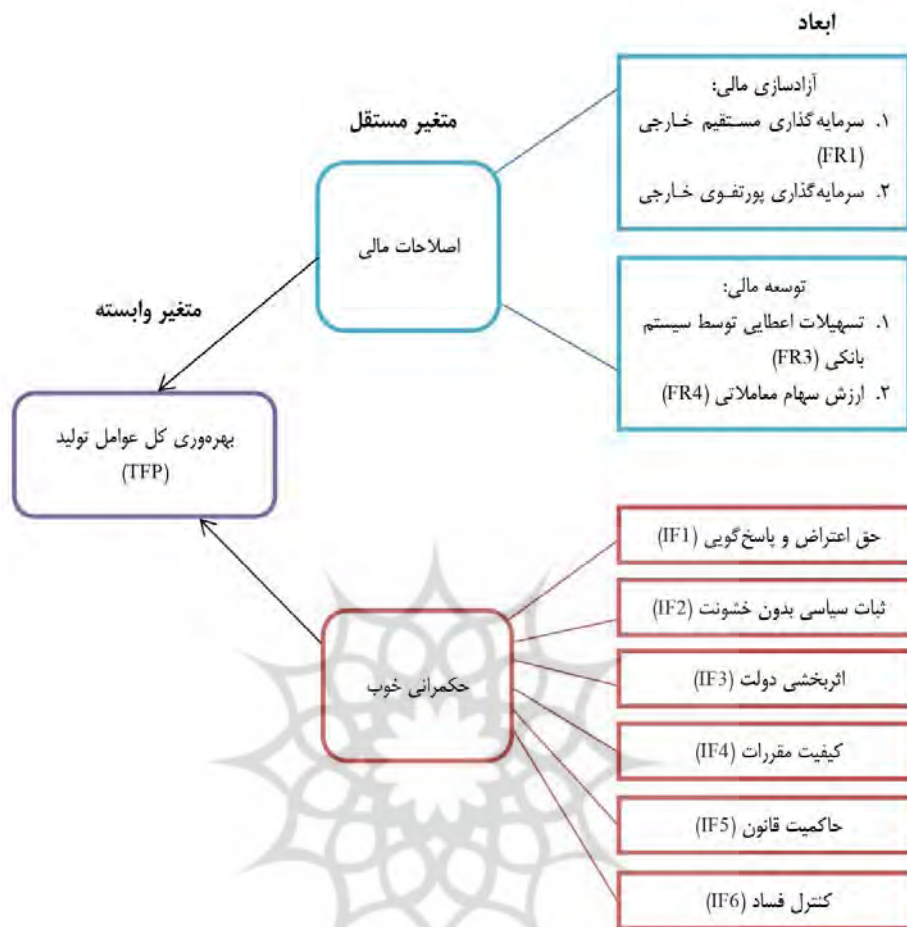 ابعاد
آزادسازی مالی:
۱. سرمایه‌گذاری مستقیم خارجی
(FR1)
۲. سرمایه‌گذاری پورتفوی خارجی
متغیر مستقل
اصلاحات مالی
توسعه مالی:
۱. تسهیلات اعطایی توسط سیستم
بانکی (FR3)
۲. ارزش سهام معاملاتی (FR4)
متغیر وابسته
بهره‌وری کل عوامل تولید
(TFP)
حق اعتراض و پاسخ‌گویی (IF1)
ثبات سیاسی بدون خشونت (IF2)
اثربخشی دولت (IF3)
حکمرانی خوب
کیفیت مقررات (IF4)
حاکمیت قانون (IF5)
کنترل فساد (IF6)